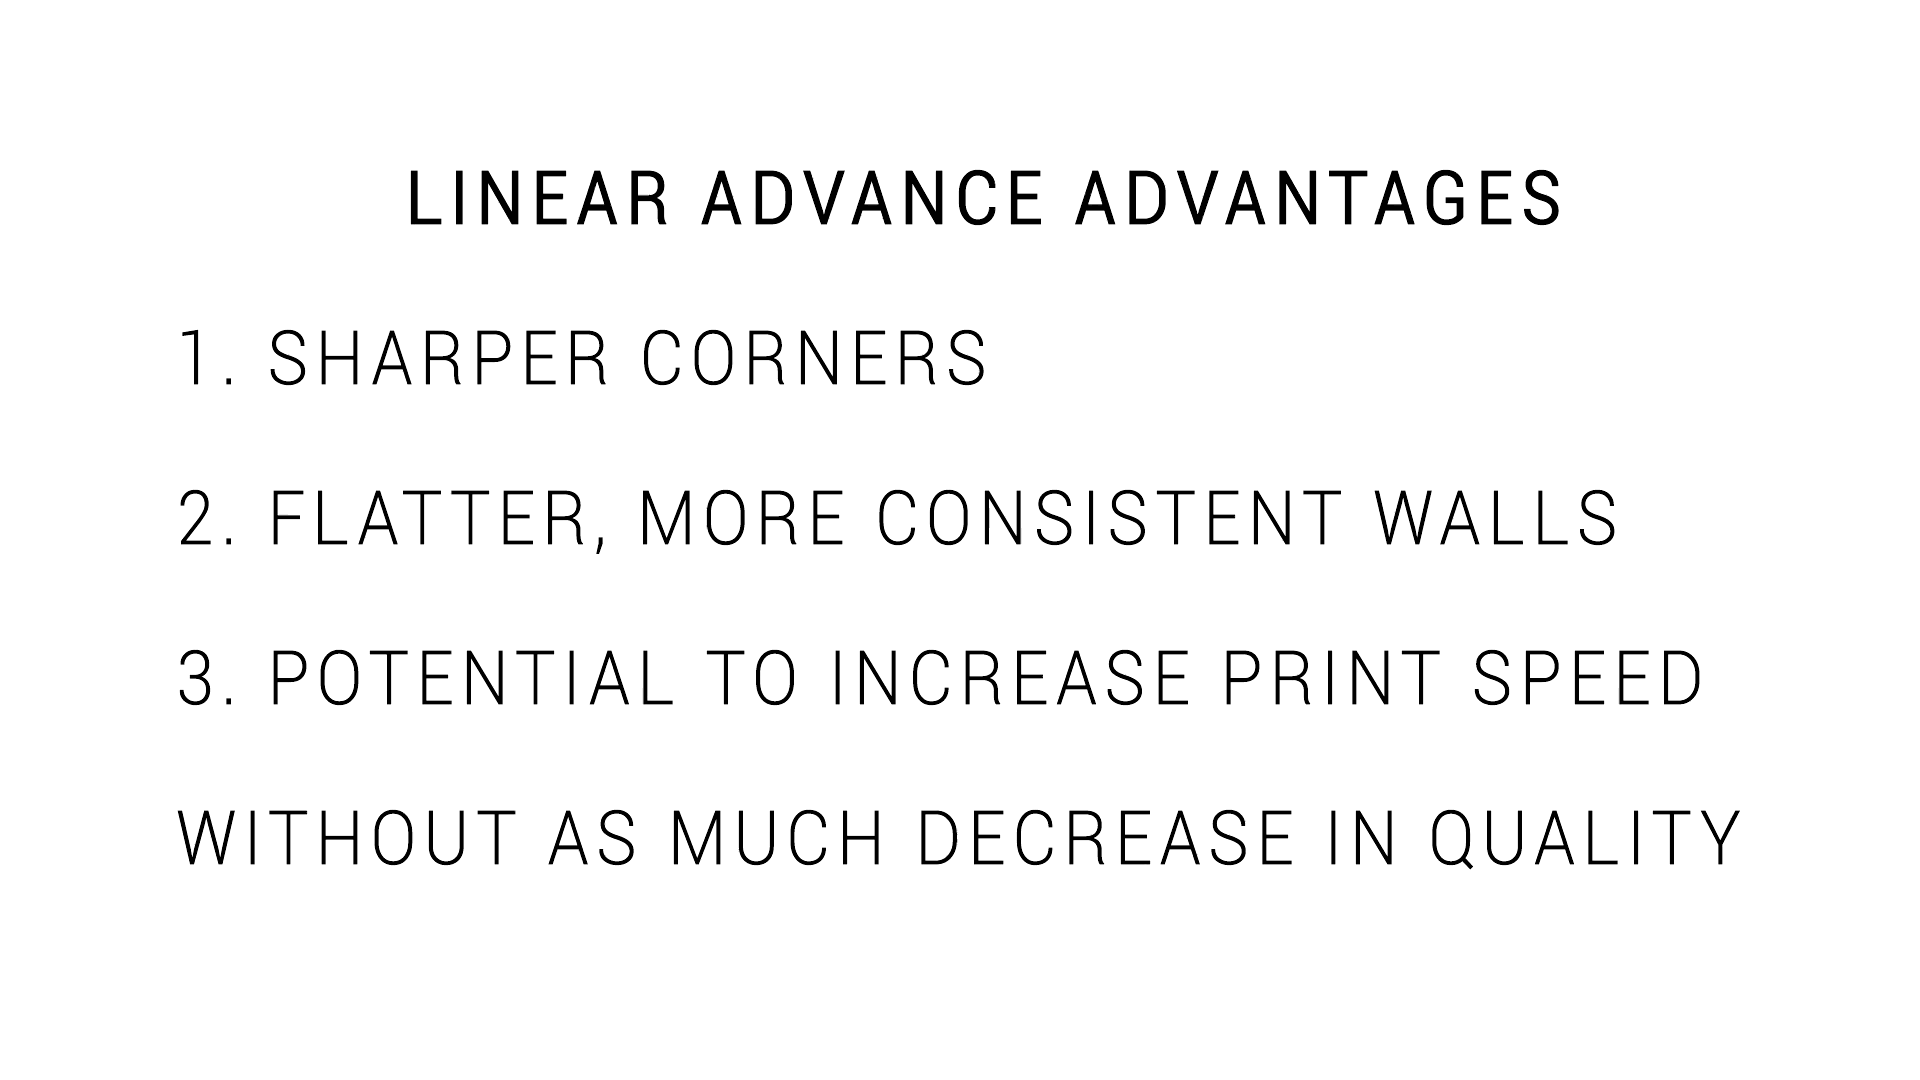 LINEAR ADVANCE ADVANTAGES
1. SHARPER CORNERS
2. FLATTER, MORE CONSISTENT WALLS
3. POTENTIAL TO INCREASE PRINT SPEED
WITHOUT AS MUCH DECREASE IN QUALITY